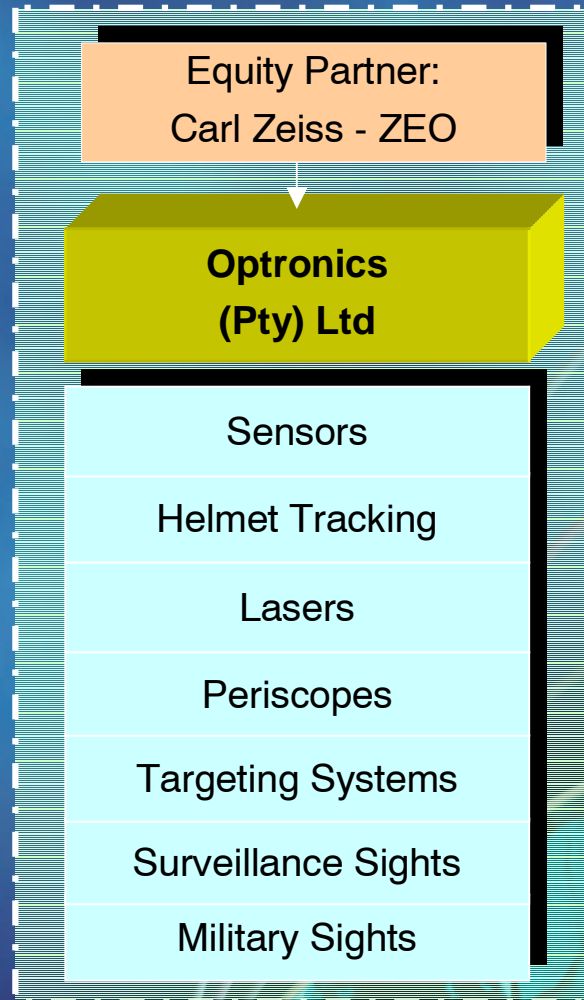 Equity Partner:
Carl Zeiss - ZEO
Optronics
(Pty) Ltd
Sensors
Helmet Tracking
Lasers
Periscopes
Targeting Systems
Surveillance Sights
Military Sights